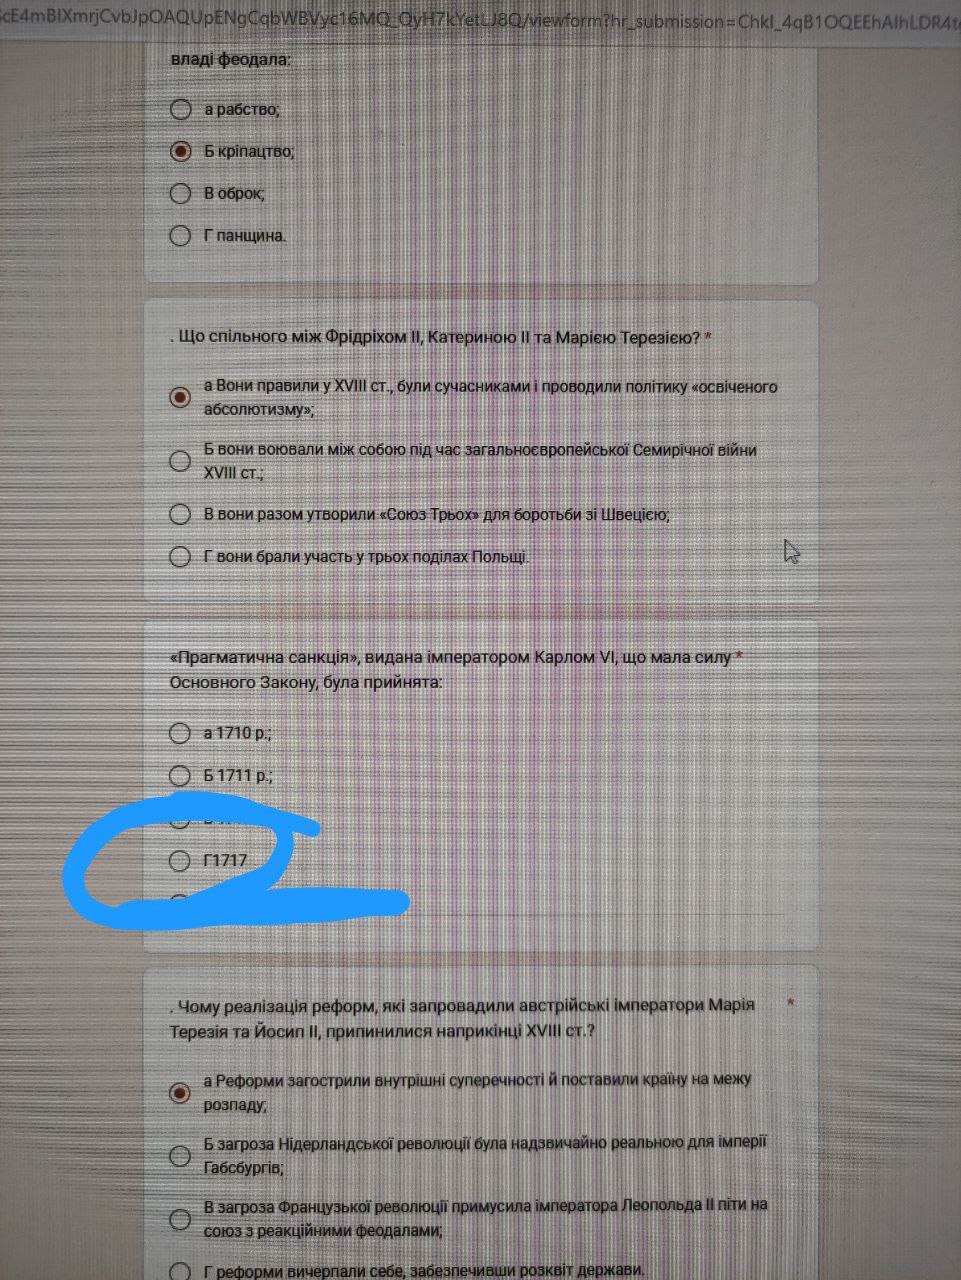 cE4mBIXmrjCvbJpOAQUpENgCqbWBVyc16MQ_QyH7kYetLJ8Q/viewform?hr_submission=ChkI_4qB1OQEEhAIhLDR4t
владі феодала:
а рабство;
Б кріпацтво;
В оброк;
Г панщина.
. Що спільного між Фрідріхом II, Катериною II та Марією Терезією? *
а Вони правили у XVIII ст., були сучасниками і проводили політику «освіченого
абсолютизму»;
Б вони воювали між собою під час загальноєвропейської Семирічної війни
XVIII ст.;
В вони разом утворили «Союз Трьох» для боротьби зі Швецією;
Г вони брали участь у трьох поділах Польщі.
«Прагматична санкція», видана імператором Карлом VI, що мала силу *
Основного Закону, була прийнята:
а 1710 р.;
Б 1711 р.;
Г1717
. Чому реалізація реформ, які запровадили австрійські імператори Марія *
Терезія та Йосип II, припинилися наприкінці XVIII ст.?
а Реформи загострили внутрішні суперечності й поставили країну на межу
розпаду;
Б загроза Нідерландської революції була надзвичайно реальною для імперії
Габсбургів;
В загроза Французької революції примусила імператора Леопольда II піти на
союз з реакційними феодалами;
Г реформи вичерпали себе, забезпечивши розквіт держави.